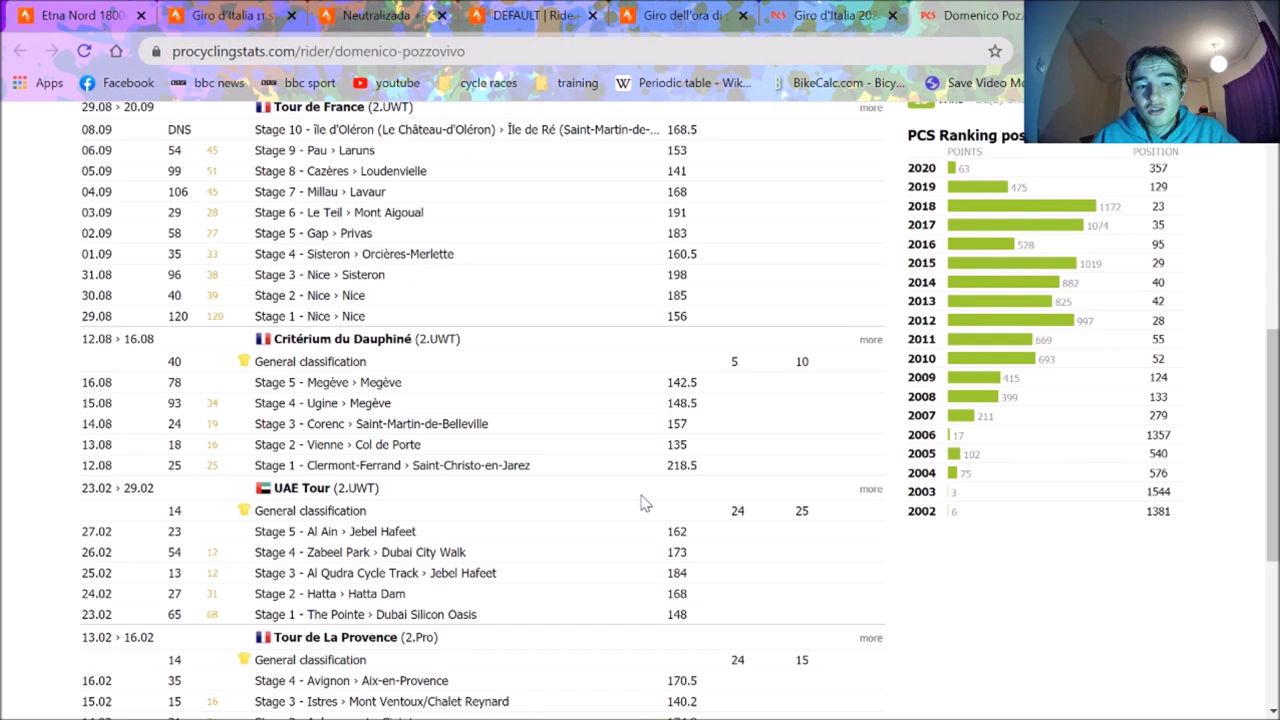 Etna Nord 1800
Giro d'Italia
Neutralizada +
DEFAULT | Ride
Giro dell'ora di
Giro d'Italia 202
Domenico Poz
procyclingstats.com/rider/domenico-pozzovivo
Apps
Facebook
bbc news
bbc sport
youtube
cycle races
training
Periodic table - Wik...
BikeCalc.com - Bicy...
Save Video Me
29.08 › 20.09 Tour de France (2.UWT) more
08.09 DNS Stage 10 - île d'Oléron (Le Château-d'Oléron) › Île de Ré (Saint-Martin-de-... 168.5
06.09 54 45 Stage 9 - Pau › Laruns 153
05.09 99 51 Stage 8 - Cazères › Loudenvielle 141
04.09 106 45 Stage 7 - Millau › Lavaur 168
03.09 29 28 Stage 6 - Le Teil › Mont Aigoual 191
02.09 58 27 Stage 5 - Gap › Privas 183
01.09 35 33 Stage 4 - Sisteron › Orcières-Merlette 160.5
31.08 96 38 Stage 3 - Nice › Sisteron 198
30.08 40 39 Stage 2 - Nice › Nice 185
29.08 120 120 Stage 1 - Nice › Nice 156
12.08 › 16.08 Critérium du Dauphiné (2.UWT) more
40 General classification 5 10
16.08 78 Stage 5 - Megève › Megève 142.5
15.08 93 34 Stage 4 - Ugine › Megève 148.5
14.08 24 19 Stage 3 - Corenc › Saint-Martin-de-Belleville 157
13.08 18 16 Stage 2 - Vienne › Col de Porte 135
12.08 25 25 Stage 1 - Clermont-Ferrand › Saint-Christo-en-Jarez 218.5
23.02 › 29.02 UAE Tour (2.UWT) more
14 General classification 24 25
27.02 23 Stage 5 - Al Ain › Jebel Hafeet 162
26.02 54 12 Stage 4 - Zabeel Park › Dubai City Walk 173
25.02 13 12 Stage 3 - Al Qudra Cycle Track › Jebel Hafeet 184
24.02 27 31 Stage 2 - Hatta › Hatta Dam 168
23.02 65 68 Stage 1 - The Pointe › Dubai Silicon Oasis 148
13.02 › 16.02 Tour de La Provence (2.Pro) more
14 General classification 24 15
16.02 35 Stage 4 - Avignon › Aix-en-Provence 170.5
15.02 15 16 Stage 3 - Istres › Mont Ventoux/Chalet Reynard 140.2
PCS Ranking pos
POINTS POSITION
2020 63 357
2019 475 129
2018 1172 23
2017 1074 35
2016 528 95
2015 1019 29
2014 882 40
2013 825 42
2012 997 28
2011 669 55
2010 693 52
2009 415 124
2008 399 133
2007 211 279
2006 17 1357
2005 102 540
2004 75 576
2003 3 1544
2002 6 1381